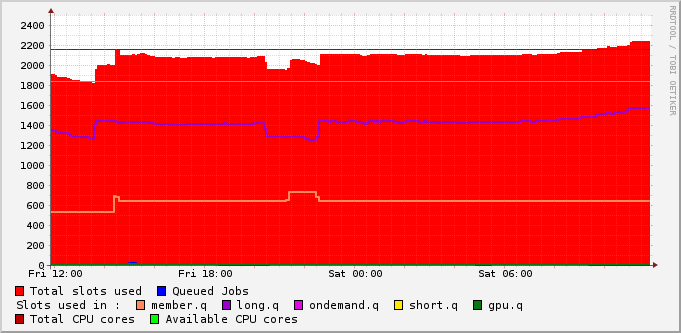 RRDTOOL / TOBI OETIKER
2400
2200
2000
1800
1600
1400
1200
1000
800
600
400
200
0
Fri 12:00 Fri 18:00 Sat 00:00 Sat 06:00
Total slots used Queued Jobs
Slots used in : member.q long.q ondemand.q short.q gpu.q
Total CPU cores Available CPU cores